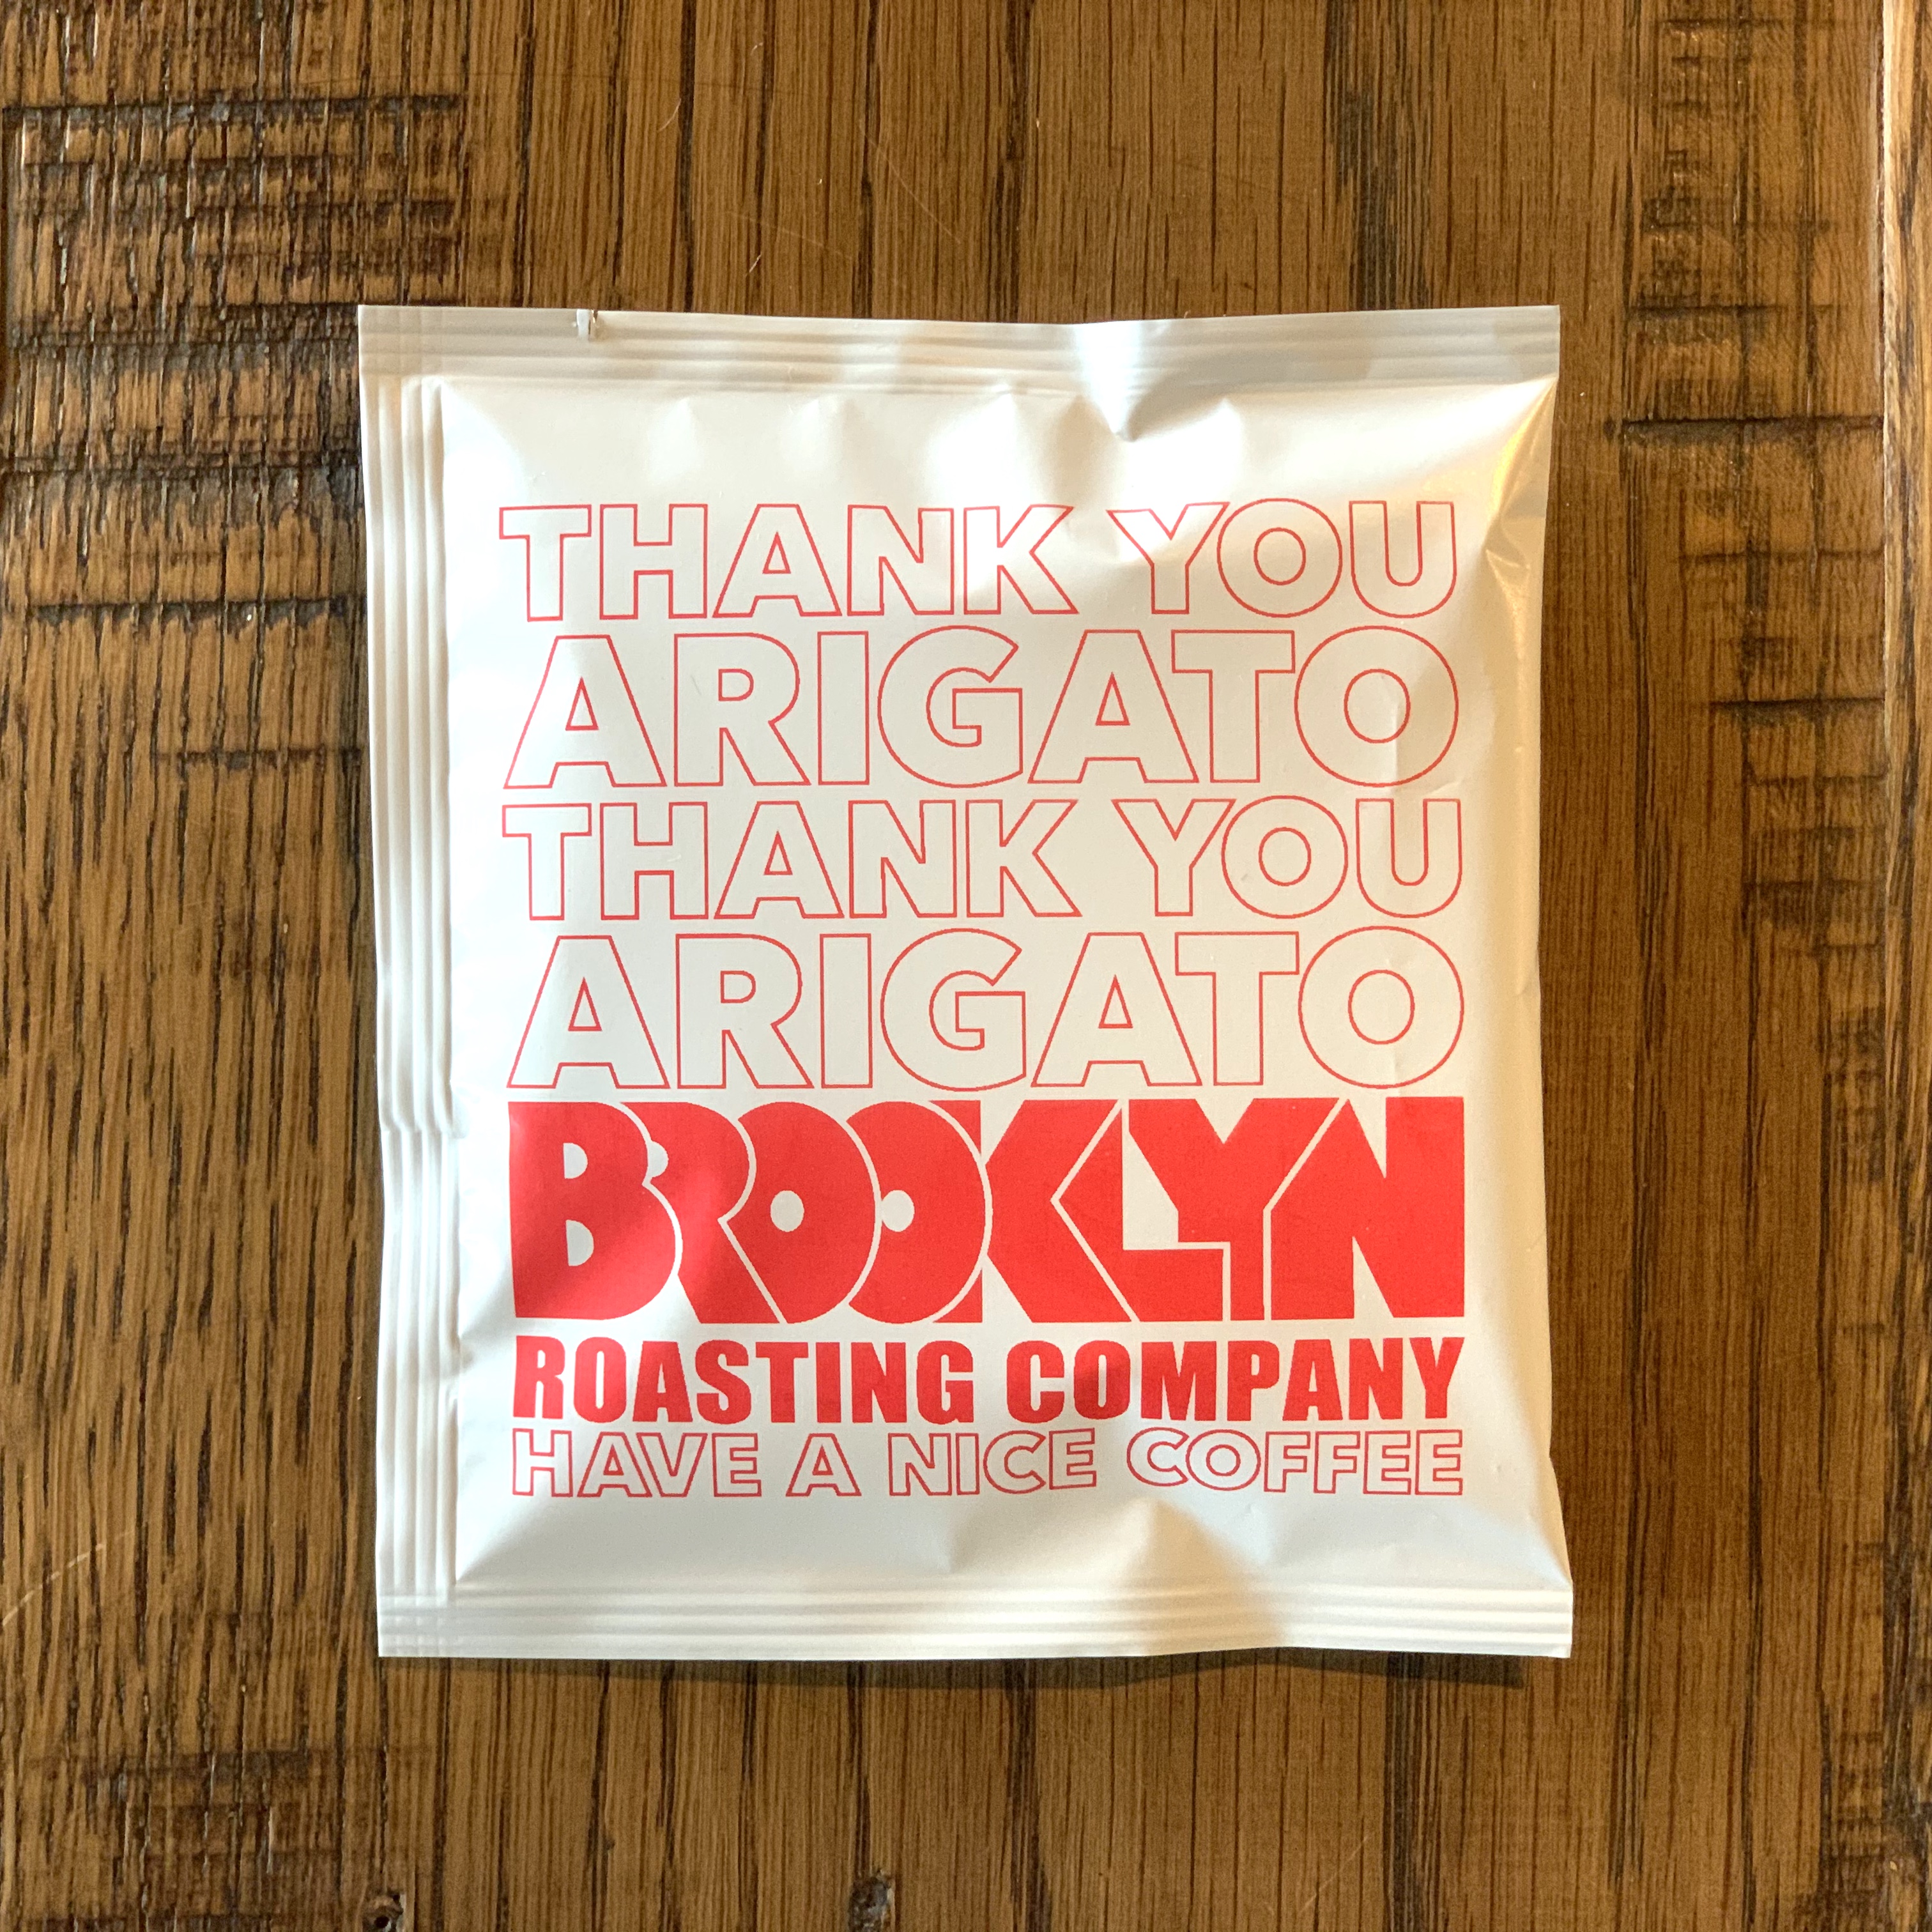 THANK YOU
ARIGATO
THANK YOU
ARIGATO
BROOKLYN
ROASTING COMPANY
HAVE A NICE COFFEE